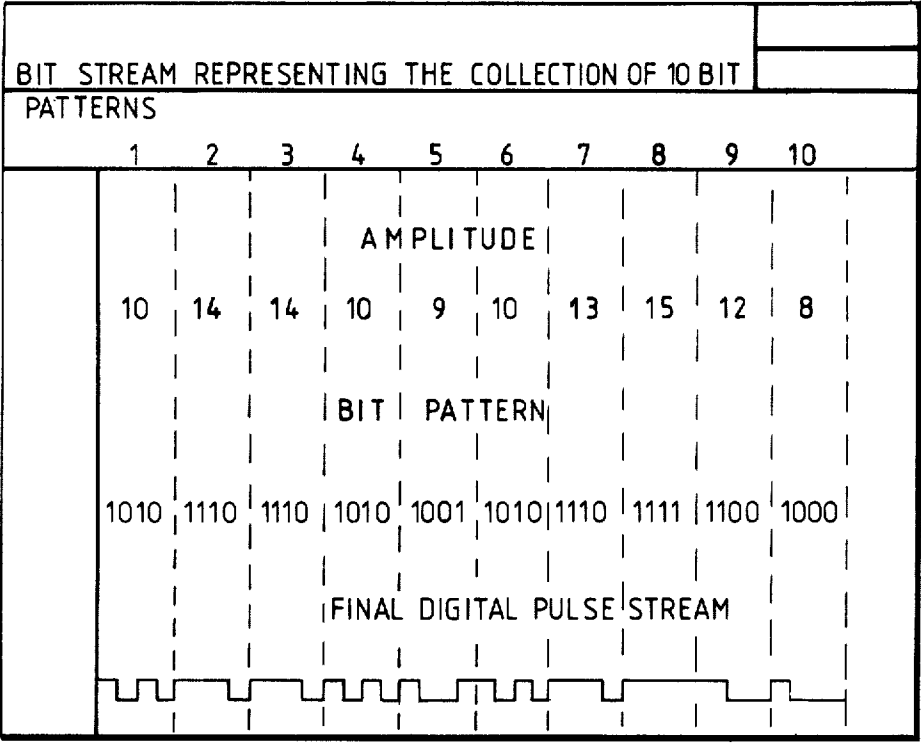 BIT STREAM REPRESENTING THE COLLECTION OF 10 BIT
PATTERNS
1 2 3 4 5 6 7 8 9 10
AMPLITUDE
10 14 14 10 9 10 13 15 12 8
BIT PATTERN
1010 1110 1110 1010 1001 1010 1110 1111 1100 1000
FINAL DIGITAL PULSE STREAM